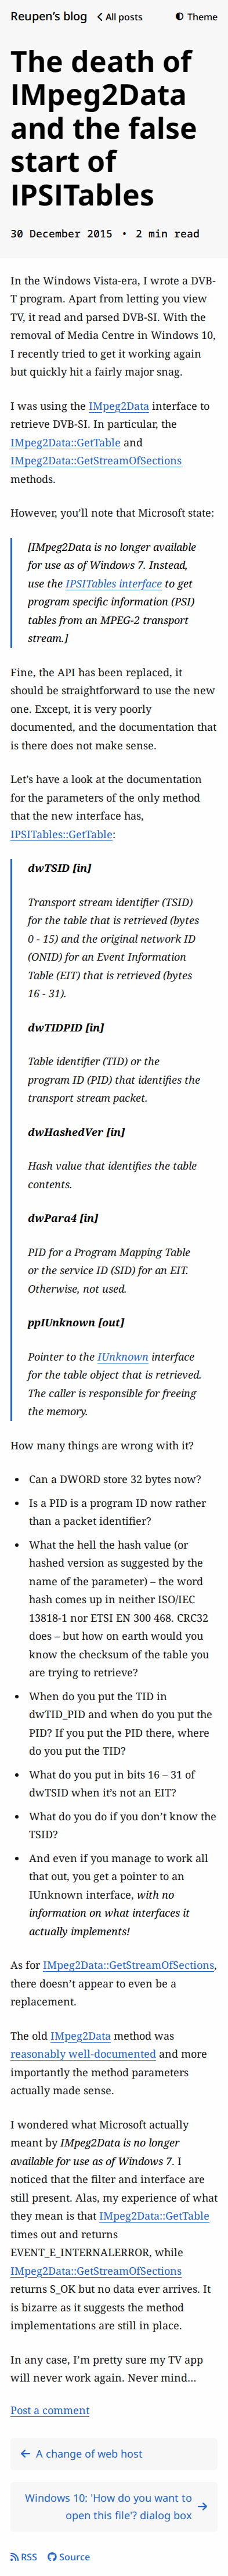 Reupen's blog All posts Theme
The death of
IMpeg2Data
and the false
start of
IPSITables
30 December 2015 • 2 min read
In the Windows Vista-era, I wrote a DVB-
T program. Apart from letting you view
TV, it read and parsed DVB-SI. With the
removal of Media Centre in Windows 10,
I recently tried to get it working again
but quickly hit a fairly major snag.
I was using the IMpeg2Data interface to
retrieve DVB-SI. In particular, the
IMpeg2Data::GetTable and
IMpeg2Data::GetStreamOfSections
methods.
However, you'll note that Microsoft state:
[IMpeg2Data is no longer available
for use as of Windows 7. Instead,
use the IPSITables interface to get
program specific information (PSI)
tables from an MPEG-2 transport
stream.]
Fine, the API has been replaced, it
should be straightforward to use the new
one. Except, it is very poorly
documented, and the documentation that
is there does not make sense.
Let's have a look at the documentation
for the parameters of the only method
that the new interface has,
IPSITables::GetTable:
dwTSID [in]
Transport stream identifier (TSID)
for the table that is retrieved (bytes
0 - 15) and the original network ID
(ONID) for an Event Information
Table (EIT) that is retrieved (bytes
16 - 31).
dwTIDPID [in]
Table identifier (TID) or the
program ID (PID) that identifies the
transport stream packet.
dwHashedVer [in]
Hash value that identifies the table
contents.
dwPara4 [in]
PID for a Program Mapping Table
or the service ID (SID) for an EIT.
Otherwise, not used.
ppIUnknown [out]
Pointer to the IUnknown interface
for the table object that is retrieved.
The caller is responsible for freeing
the memory.
How many things are wrong with it?
• Can a DWORD store 32 bytes now?
• Is a PID is a program ID now rather
than a packet identifier?
• What the hell the hash value (or
hashed version as suggested by the
name of the parameter) – the word
hash comes up in neither ISO/IEC
13818-1 nor ETSI EN 300 468. CRC32
does – but how on earth would you
know the checksum of the table you
are trying to retrieve?
• When do you put the TID in
dwTID_PID and when do you put the
PID? If you put the PID there, where
do you put the TID?
• What do you put in bits 16 – 31 of
dwTSID when it's not an EIT?
• What do you do if you don't know the
TSID?
• And even if you manage to work all
that out, you get a pointer to an
IUnknown interface, with no
information on what interfaces it
actually implements!
As for IMpeg2Data::GetStreamOfSections,
there doesn't appear to even be a
replacement.
The old IMpeg2Data method was
reasonably well-documented and more
importantly the method parameters
actually made sense.
I wondered what Microsoft actually
meant by IMpeg2Data is no longer
available for use as of Windows 7. I
noticed that the filter and interface are
still present. Alas, my experience of what
they mean is that IMpeg2Data::GetTable
times out and returns
EVENT_E_INTERNALERROR, while
IMpeg2Data::GetStreamOfSections
returns S_OK but no data ever arrives. It
is bizarre as it suggests the method
implementations are still in place.
In any case, I'm pretty sure my TV app
will never work again. Never mind…
Post a comment
← A change of web host
Windows 10: 'How do you want to →
open this file'? dialog box
RSS Source